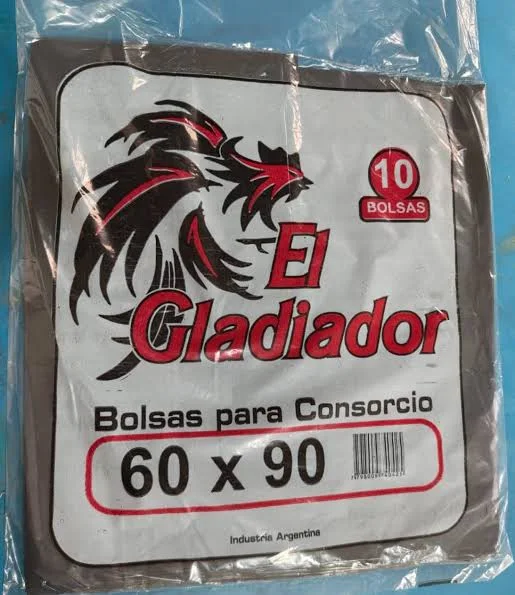 10
BOLSAS
El
Gladiador
Bolsas para Consorcio
60 x 90
Industria Argentina